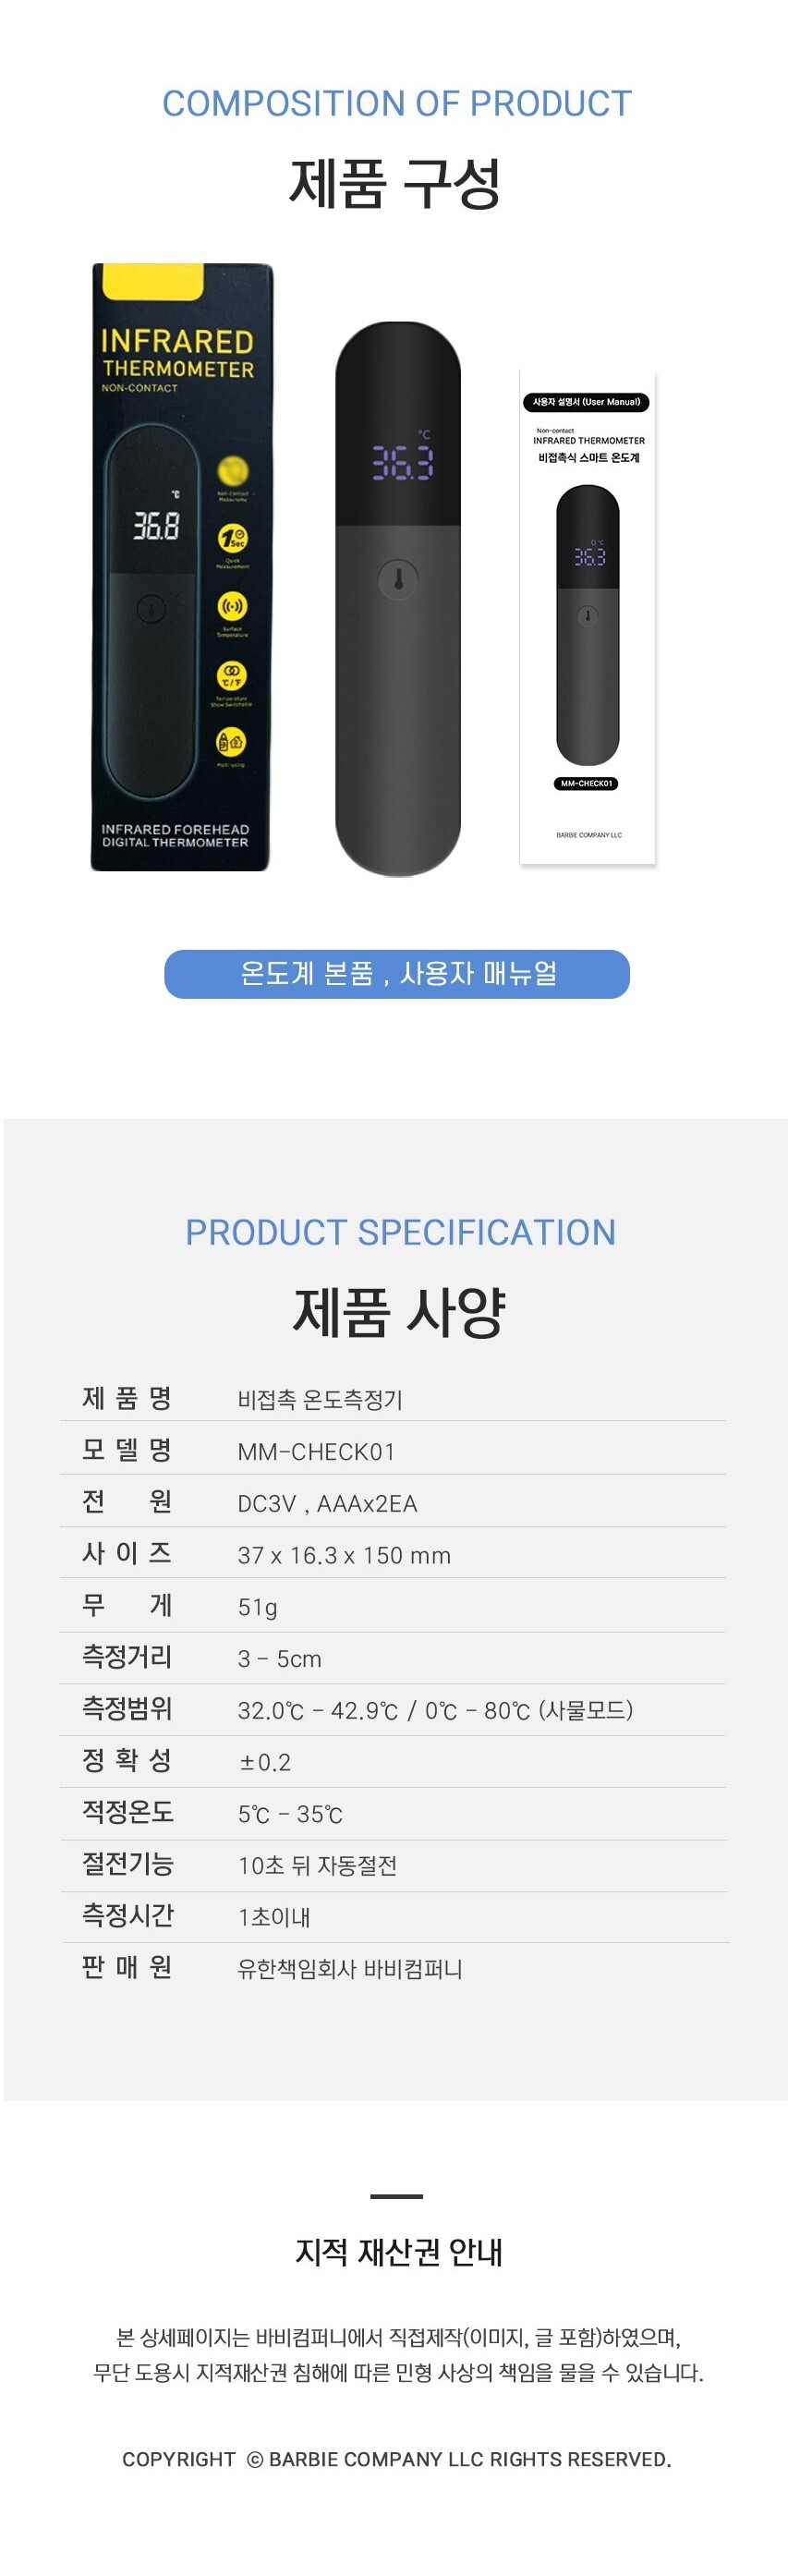 COMPOSITION OF PRODUCT
제품 구성
INFRARED
THERMOMETER
NON-CONTACT
℃
36.8
Non-Contact
1 Sec
Quick
Measurement
Surface
Temperature
℃/℉
Temperature
Show Switchable
Multi-using
INFRARED FOREHEAD
DIGITAL THERMOMETER
℃
36.3
사용자 설명서 (User Manual)
Non-contact
INFRARED THERMOMETER
비접촉식 스마트 온도계
℃
36.3
MM-CHECK01
BARBIE COMPANY LLC
온도계 본품 , 사용자 매뉴얼
PRODUCT SPECIFICATION
제품 사양
제 품 명 비접촉 온도측정기
모 델 명 MM-CHECK01
전 원 DC3V , AAAx2EA
사 이 즈 37 x 16.3 x 150 mm
무 게 51g
측정거리 3 - 5cm
측정범위 32.0℃ - 42.9℃ / 0℃ - 80℃ (사물모드)
정 확 성 ±0.2
적정온도 5℃ - 35℃
절전기능 10초 뒤 자동절전
측정시간 1초이내
판 매 원 유한책임회사 바비컴퍼니
지적 재산권 안내
본 상세페이지는 바비컴퍼니에서 직접제작(이미지, 글 포함)하였으며,
무단 도용시 지적재산권 침해에 따른 민형 사상의 책임을 물을 수 있습니다.
COPYRIGHT ⓒ BARBIE COMPANY LLC RIGHTS RESERVED.